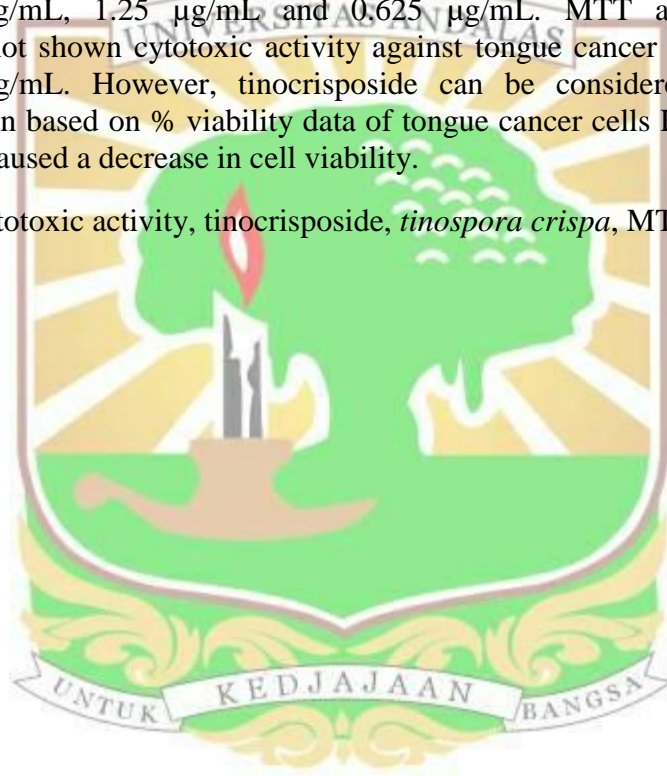 g/mL, 1.25 µg/mL and 0.625 µg/mL. MTT a
UNIVERSITAS ANDALAS
ot shown cytotoxic activity against tongue cancer
g/mL. However, tinocrisposide can be considere
n based on % viability data of tongue cancer cells
aused a decrease in cell viability.
totoxic activity, tinocrisposide, tinospora crispa, MT
UNTUK KEDJAJAAN BANGSA